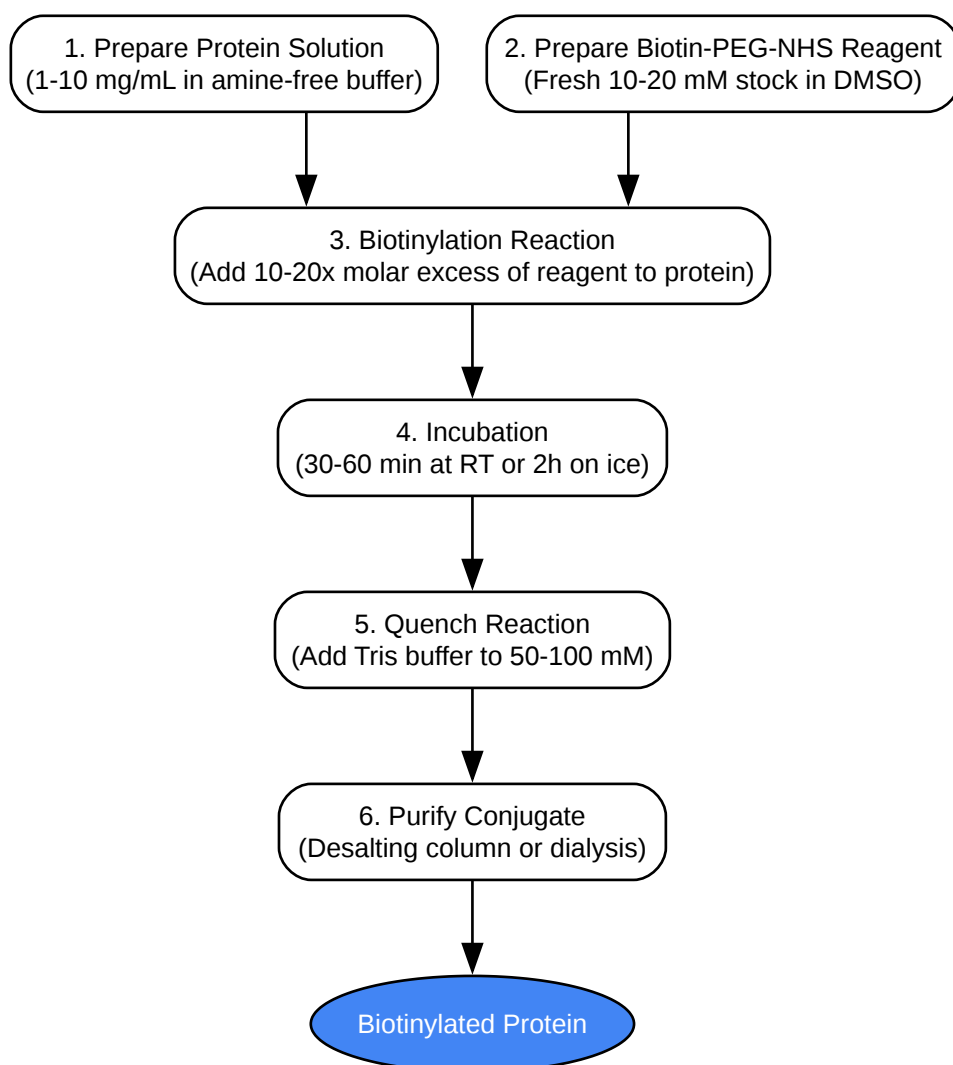 1. Prepare Protein Solution
(1-10 mg/mL in amine-free buffer)
2. Prepare Biotin-PEG-NHS Reagent
(Fresh 10-20 mM stock in DMSO)
3. Biotinylation Reaction
(Add 10-20x molar excess of reagent to protein)
4. Incubation
(30-60 min at RT or 2h on ice)
5. Quench Reaction
(Add Tris buffer to 50-100 mM)
6. Purify Conjugate
(Desalting column or dialysis)
Biotinylated Protein